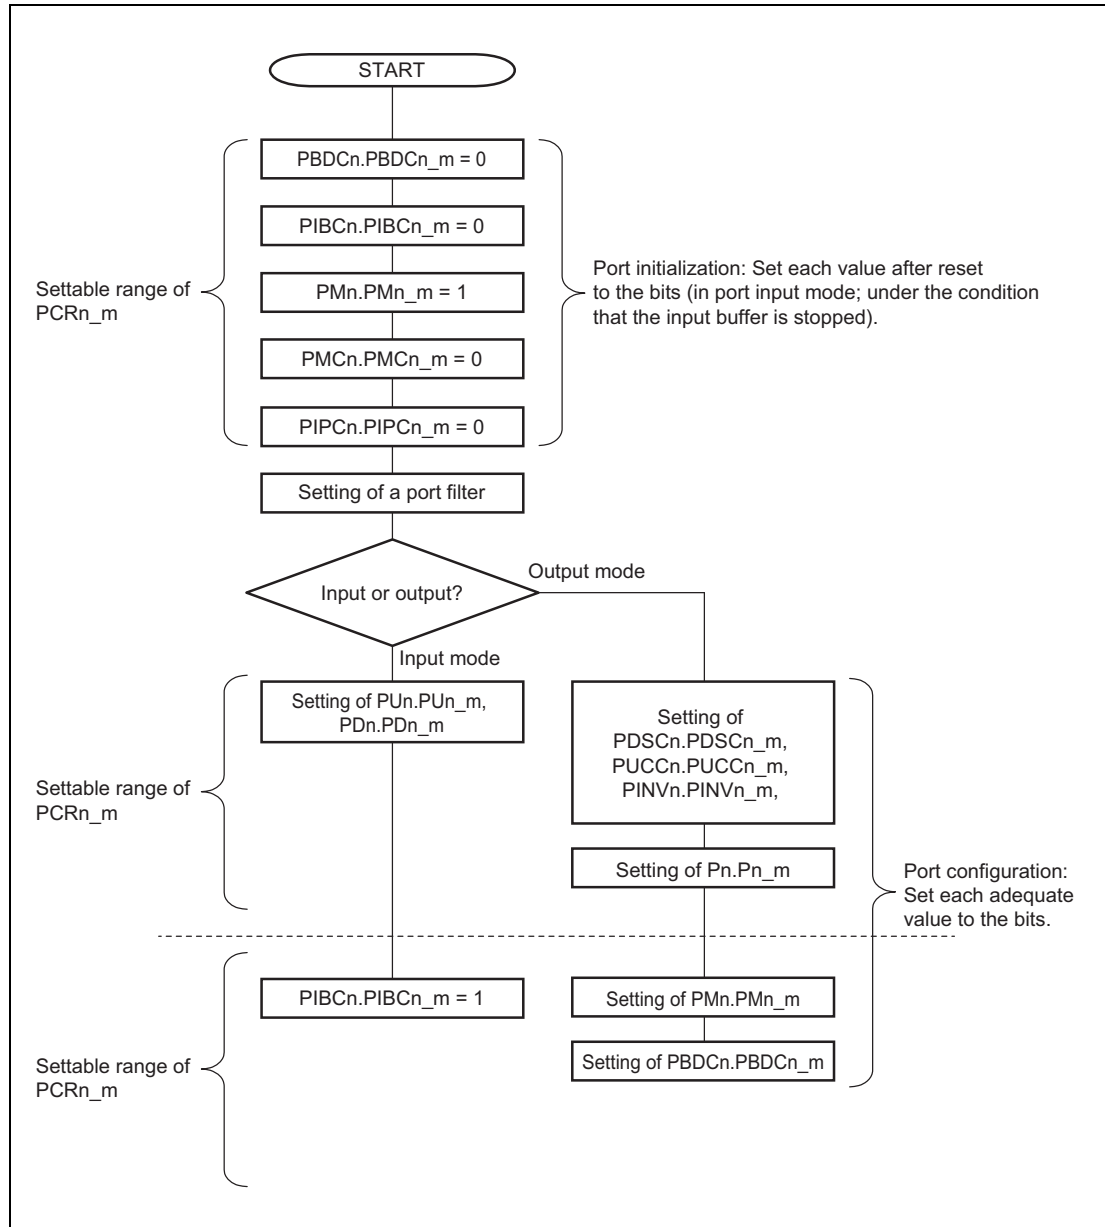 START
PBDCn.PBDCn_m = 0
PIBCn.PIBCn_m = 0
Settable range of
PCRn_m
PMn.PMn_m = 1
Port initialization: Set each value after reset
to the bits (in port input mode; under the condition
that the input buffer is stopped).
PMCn.PMCn_m = 0
PIPCn.PIPCn_m = 0
Setting of a port filter
Input or output?
Output mode
Input mode
Settable range of
PCRn_m
Setting of PUn.PUn_m,
PDn.PDn_m
Setting of
PDSCn.PDSCn_m,
PUCCn.PUCCn_m,
PINVn.PINVn_m,
Setting of Pn.Pn_m
Port configuration:
Set each adequate
value to the bits.
Settable range of
PCRn_m
PIBCn.PIBCn_m = 1
Setting of PMn.PMn_m
Setting of PBDCn.PBDCn_m